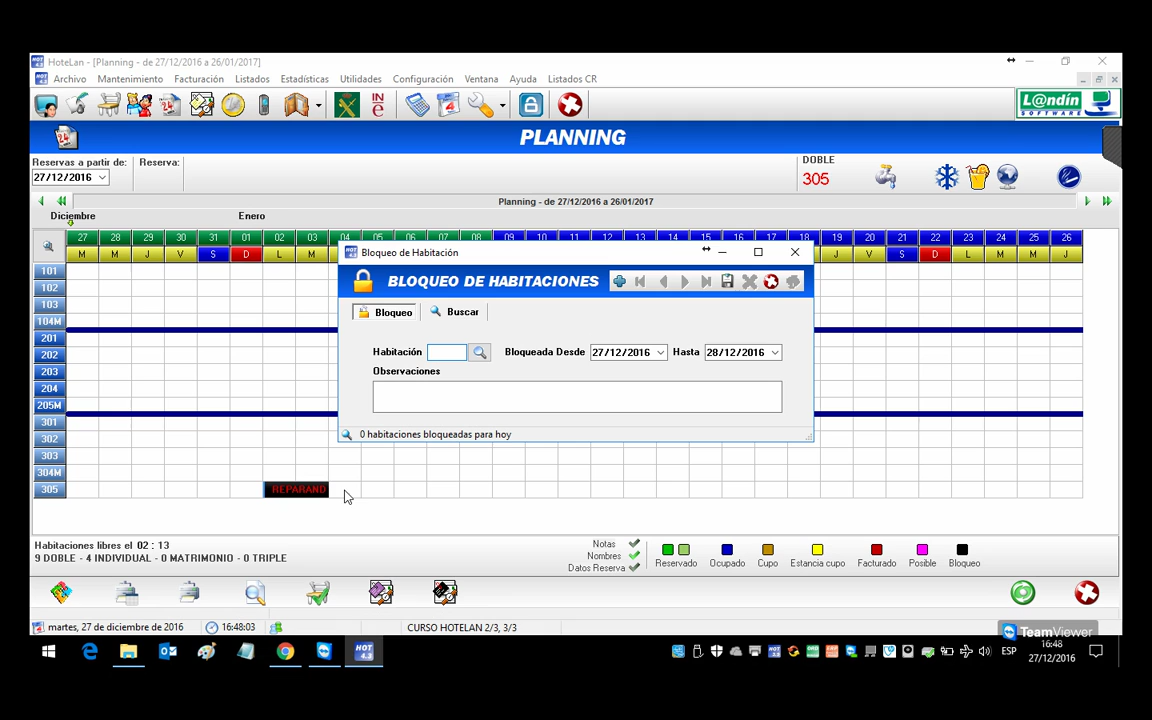 HoteLan - [Planning - de 27/12/2016 a 26/01/2017]
Archivo Mantenimiento Facturación Listados Estadísticas Utilidades Configuración Ventana Ayuda Listados CR
L@ndín
SOFTWARE
PLANNING
Reservas a partir de: Reserva:
27/12/2016
DOBLE
305
Planning - de 27/12/2016 a 26/01/2017
Diciembre Enero
27 28 29 30 31 01 02 03 04 05 06 07 08 09 10 11 12 13 14 15 16 17 18 19 20 21 22 23 24 25 26
M M J V S D L M J V S D L M J
Bloqueo de Habitación
BLOQUEO DE HABITACIONES
Bloqueo Buscar
Habitación Bloqueada Desde 27/12/2016 Hasta 28/12/2016
Observaciones
0 habitaciones bloqueadas para hoy
101
102
103
104M
201
202
203
204
205M
301
302
303
304M
305 REPARAND
Habitaciones libres el 02 : 13
9 DOBLE - 4 INDIVIDUAL - 0 MATRIMONIO - 0 TRIPLE
Notas
Nombres
Datos Reserva
Reservado Ocupado Cupo Estancia cupo Facturado Posible Bloqueo
martes, 27 de diciembre de 2016 16:48:03 CURSO HOTELAN 2/3, 3/3
TeamViewer
HOT
4.3
ESP
16:48
27/12/2016